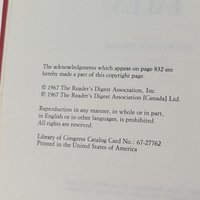 The acknowledgments which appear on page 832 are
hereby made a part of this copyright page.
© 1967 The Reader's Digest Association, Inc.
© 1967 The Reader's Digest Association [Canada] Ltd.
Reproduction in any manner, in whole or in part,
in English or in other languages, is prohibited.
All rights are reserved.
Library of Congress Catalog Card No.: 67-27762
Printed in the United States of America